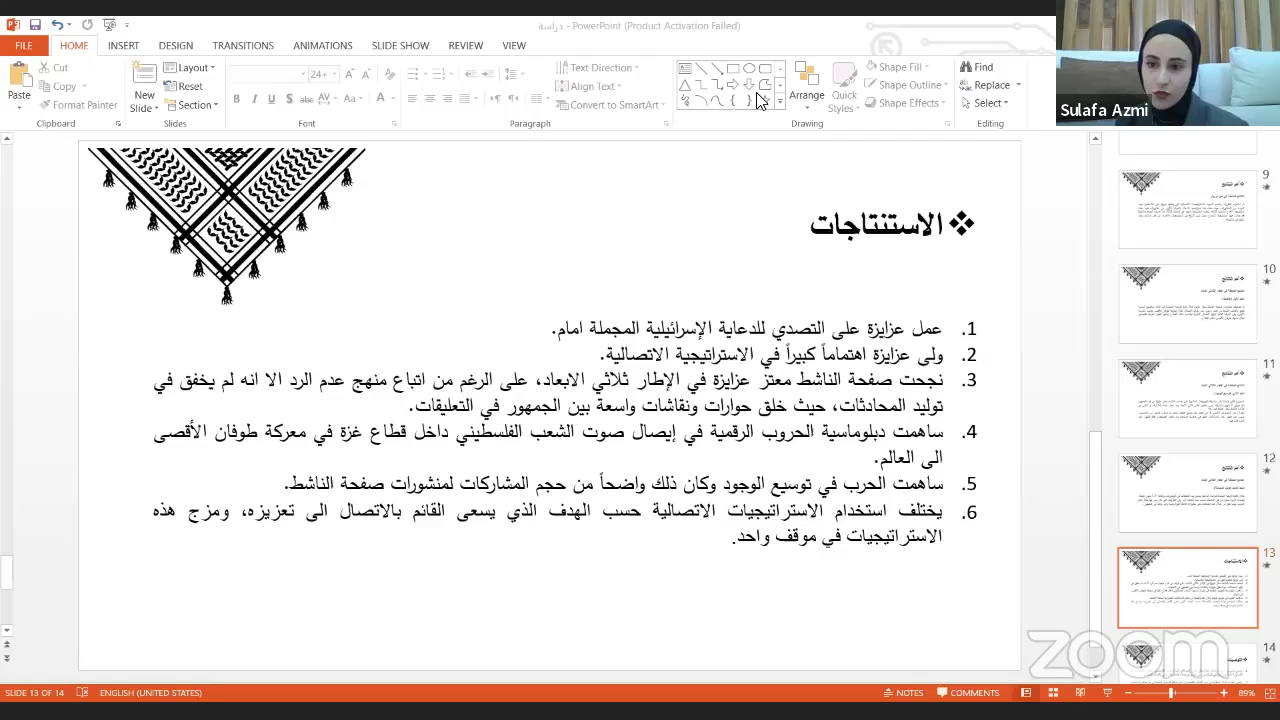 دراسة - PowerPoint (Product Activation Failed)
FILE HOME INSERT DESIGN TRANSITIONS ANIMATIONS SLIDE SHOW REVIEW VIEW
Paste
Cut
Copy
Format Painter
Clipboard
New Slide
Layout
Reset
Section
Slides
24
Font
Text Direction
Align Text
Convert to SmartArt
Paragraph
Arrange
Quick Styles
Shape Fill
Shape Outline
Shape Effects
Drawing
Find
Replace
Select
Editing
Sulafa Azmi
❖ الاستنتاجات
1. عمل عزايزة على التصدي للدعاية الإسرائيلية المجملة امام.
2. ولى عزايزة اهتماماً كبيراً في الاستراتيجية الاتصالية.
3. نجحت صفحة الناشط معتز عزايزة في الإطار ثلاثي الابعاد، على الرغم من اتباع منهج عدم الرد الا انه لم يخفق في
توليد المحادثات، حيث خلق حوارات ونقاشات واسعة بين الجمهور في التعليقات.
4. ساهمت دبلوماسية الحروب الرقمية في إيصال صوت الشعب الفلسطيني داخل قطاع غزة في معركة طوفان الأقصى
الى العالم.
5. ساهمت الحرب في توسيع الوجود وكان ذلك واضحاً من حجم المشاركات لمنشورات صفحة الناشط.
6. يختلف استخدام الاستراتيجيات الاتصالية حسب الهدف الذي يسعى القائم بالاتصال الى تعزيزه، ومزج هذه
الاستراتيجيات في موقف واحد.
9
10
11
12
13
14
zoom
SLIDE 13 OF 14 ENGLISH (UNITED STATES) NOTES COMMENTS 89%